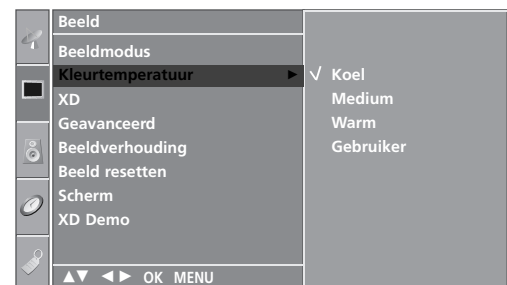 Beeld
Beeldmodus
Kleurtemperatuur ►
XD
Geavanceerd
Beeldverhouding
Beeld resetten
Scherm
XD Demo
▲▼ ◄► OK MENU
√ Koel
Medium
Warm
Gebruiker